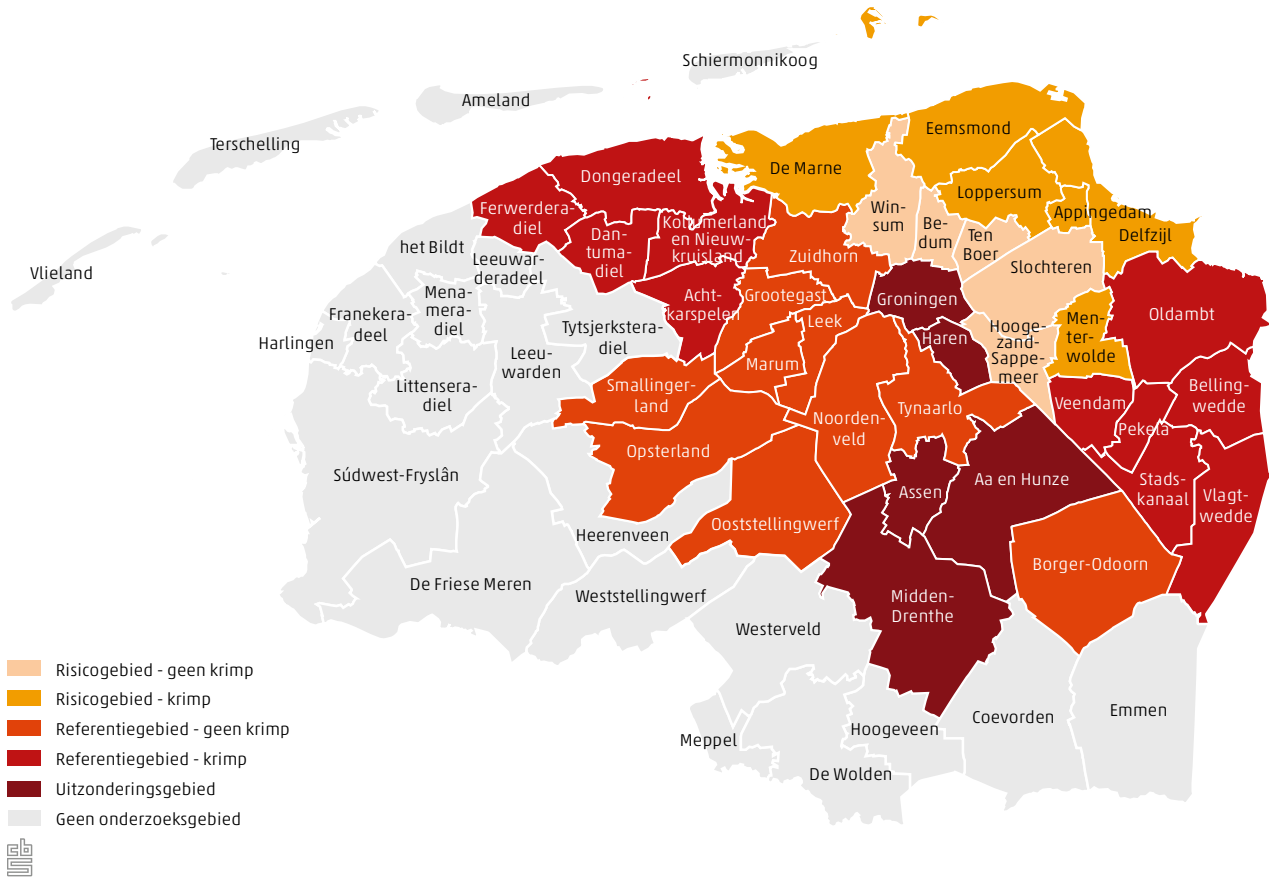 Schiermonnikoog
Ameland
Terschelling
Vlieland
Eemsmond
De Marne
Dongeradeel
Loppersum
Ferwerdera-
deel
Appingedam
Delfzijl
Win-
sum
Be-
dum
Ten
Boer
Kollumerland
en Nieuw-
kruisland
Dan-
tuma-
diel
het Bildt
Leeuwar-
deradeel
Zuidhorn
Slochteren
Mena-
mera-
diel
Acht-
karspelen
Grootegast
Groningen
Oldambt
Franekera-
deel
Harlingen
Tytsjerkstera-
diel
Leek
Haren
Hooge-
zand-
Sappe-
meer
Men-
ter-
wolde
Leeu-
warden
Marum
Littensera-
diel
Smallinger-
land
Noorden-
veld
Tynaarlo
Veendam
Belling-
wedde
Pekela
Opsterland
Súdwest-Fryslân
Assen
Aa en Hunze
Stads-
kanaal
Vlagt-
wedde
Heerenveen
Ooststellingwerf
Borger-Odoorn
De Friese Meren
Weststellingwerf
Midden-
Drenthe
Westerveld
Meppel
Hoogeveen
Coevorden
Emmen
De Wolden
Risicogebied - geen krimp
Risicogebied - krimp
Referentiegebied - geen krimp
Referentiegebied - krimp
Uitzonderingsgebied
Geen onderzoeksgebied
cbs